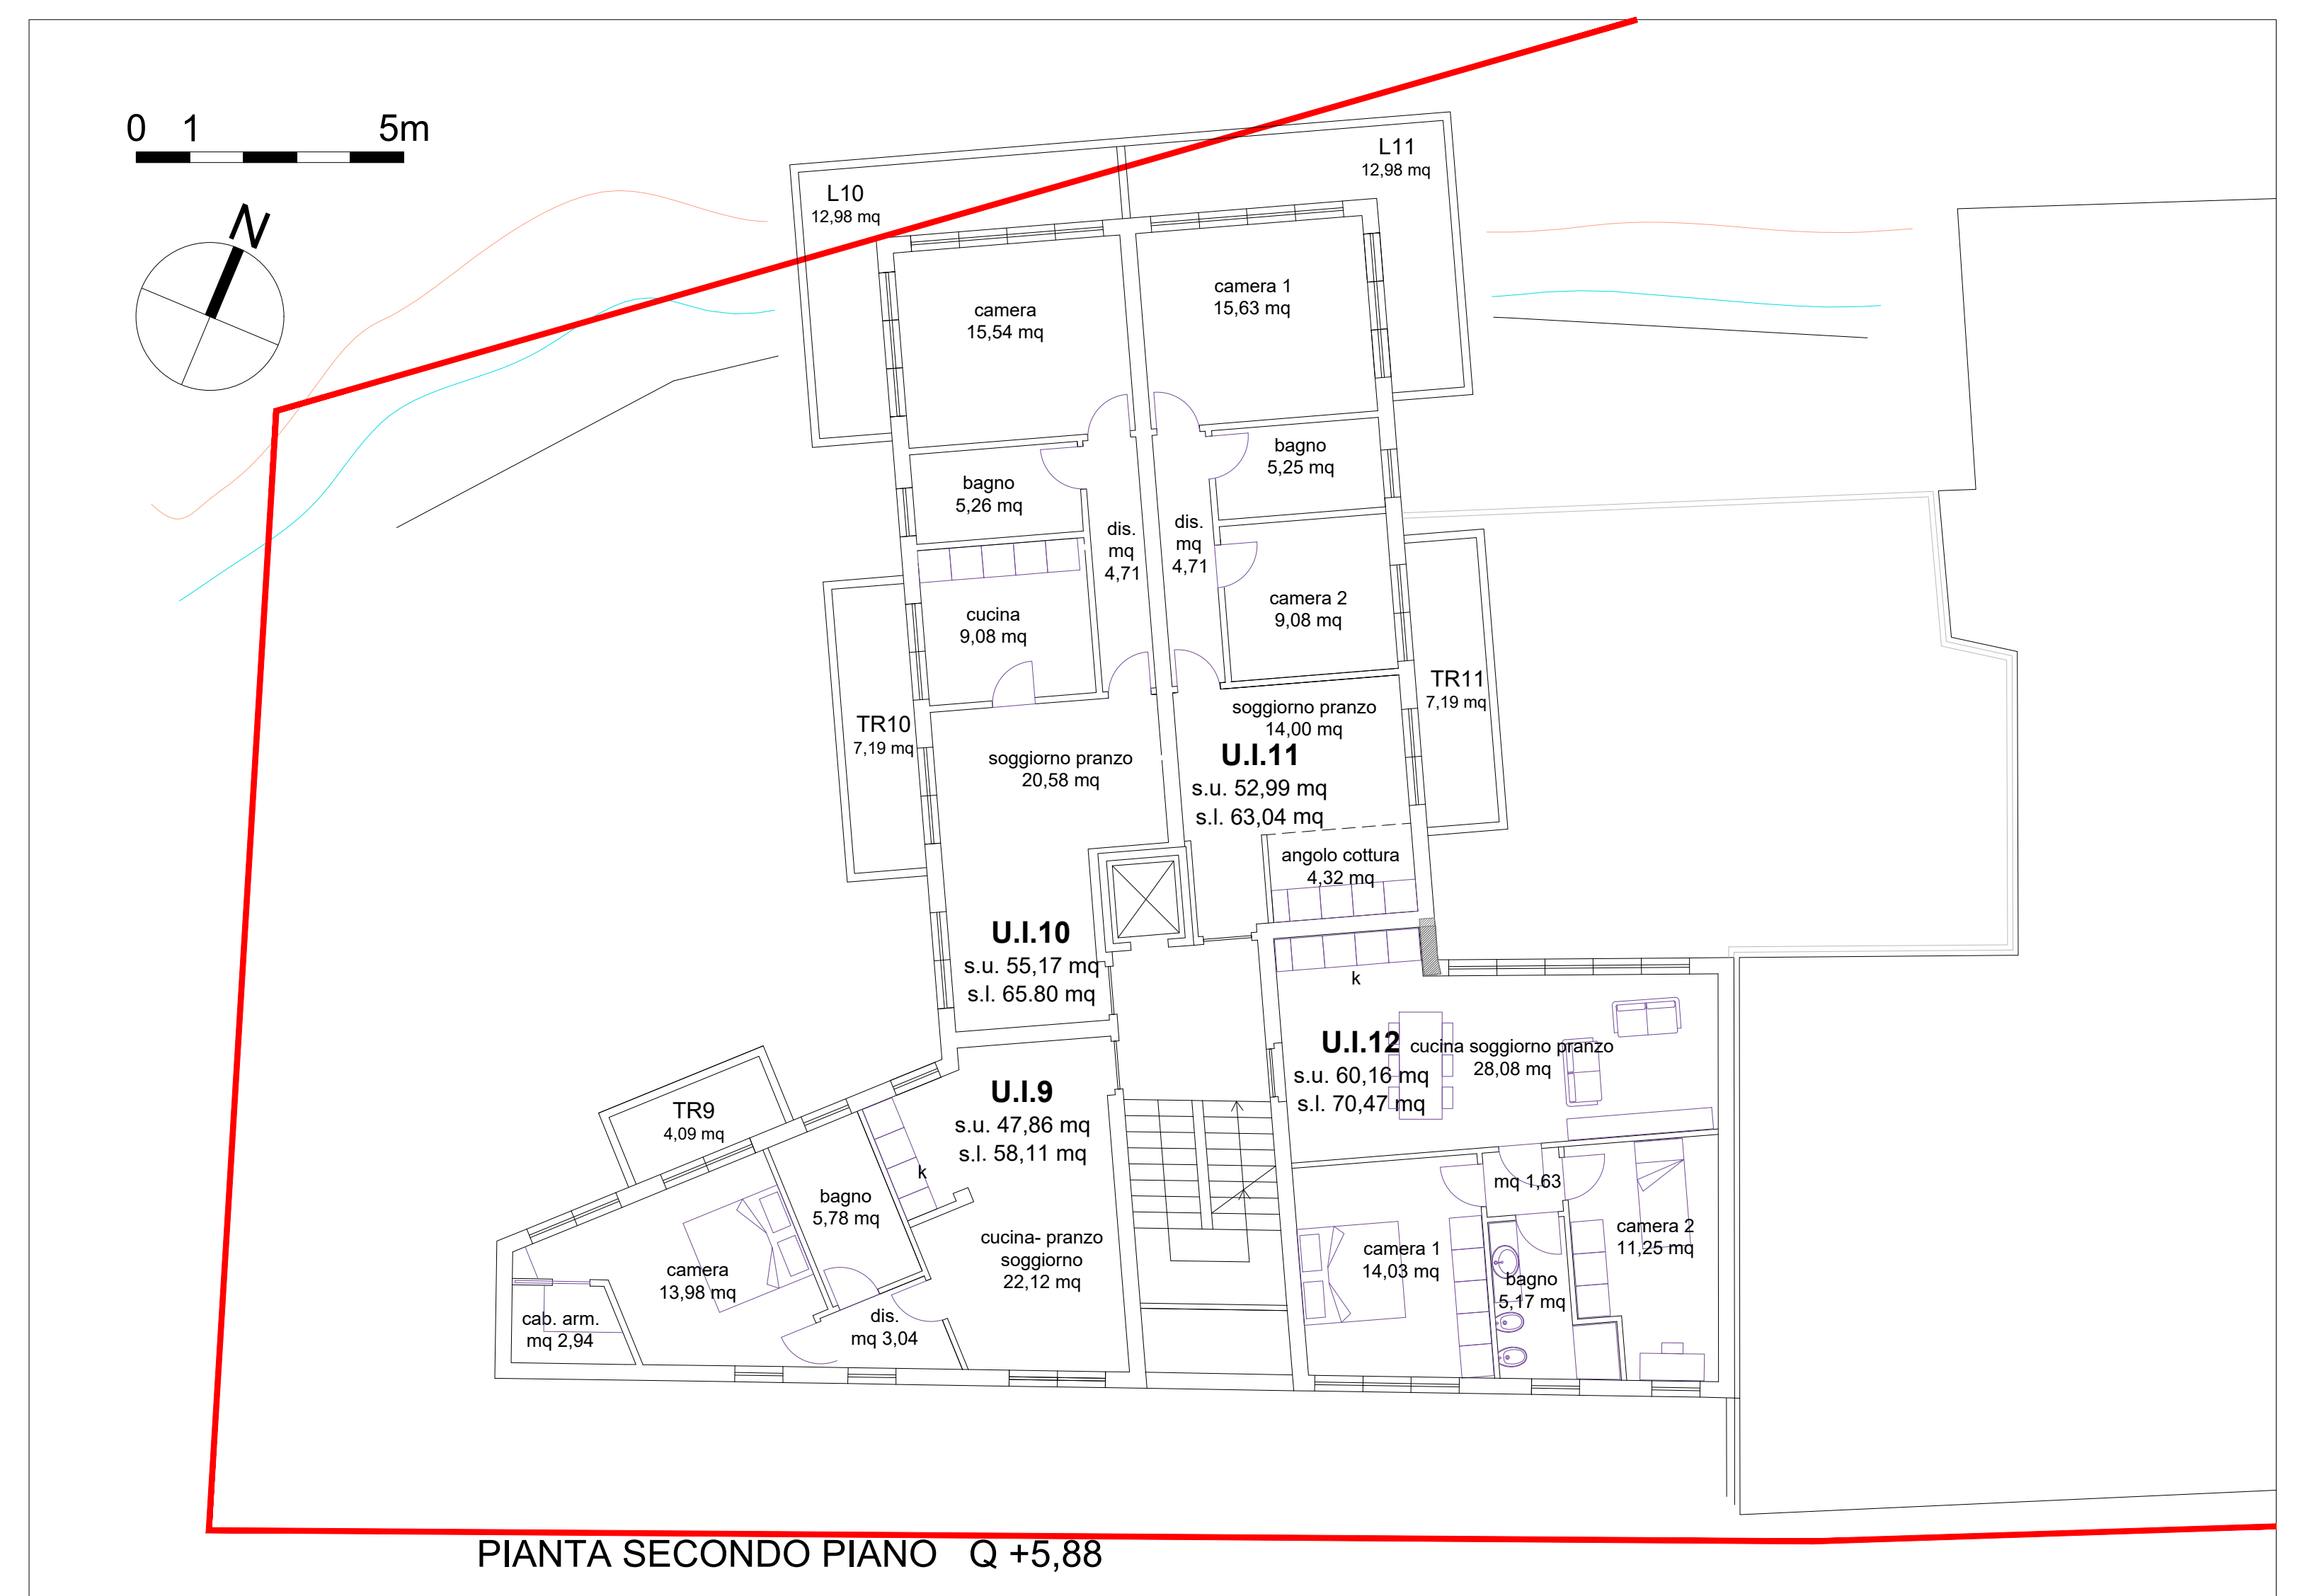 0 1 5m
N
L10
12,98 mq
L11
12,98 mq
camera
15,54 mq
camera 1
15,63 mq
bagno
5,26 mq
bagno
5,25 mq
dis.
mq
4,71
dis.
mq
4,71
cucina
9,08 mq
camera 2
9,08 mq
TR10
7,19 mq
TR11
7,19 mq
soggiorno pranzo
20,58 mq
soggiorno pranzo
14,00 mq
U.I.11
s.u. 52,99 mq
s.l. 63,04 mq
angolo cottura
4,32 mq
U.I.10
s.u. 55,17 mq
s.l. 65.80 mq
k
U.I.12
s.u. 60,16 mq
s.l. 70,47 mq
cucina soggiorno pranzo
28,08 mq
U.I.9
s.u. 47,86 mq
s.l. 58,11 mq
TR9
4,09 mq
k
bagno
5,78 mq
cucina- pranzo
soggiorno
22,12 mq
camera
13,98 mq
cab. arm.
mq 2,94
dis.
mq 3,04
mq 1,63
camera 1
14,03 mq
bagno
5,17 mq
camera 2
11,25 mq
PIANTA SECONDO PIANO Q +5,88